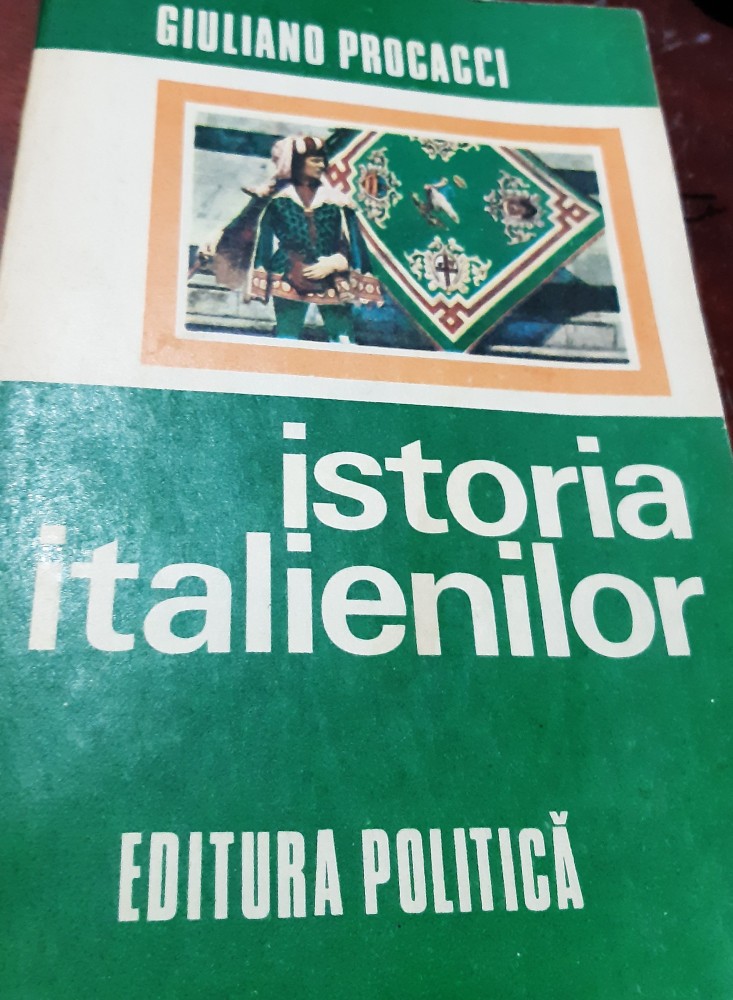 GIULIANO PROCACCI
istoria
italienilor
EDITURA POLITICĂ